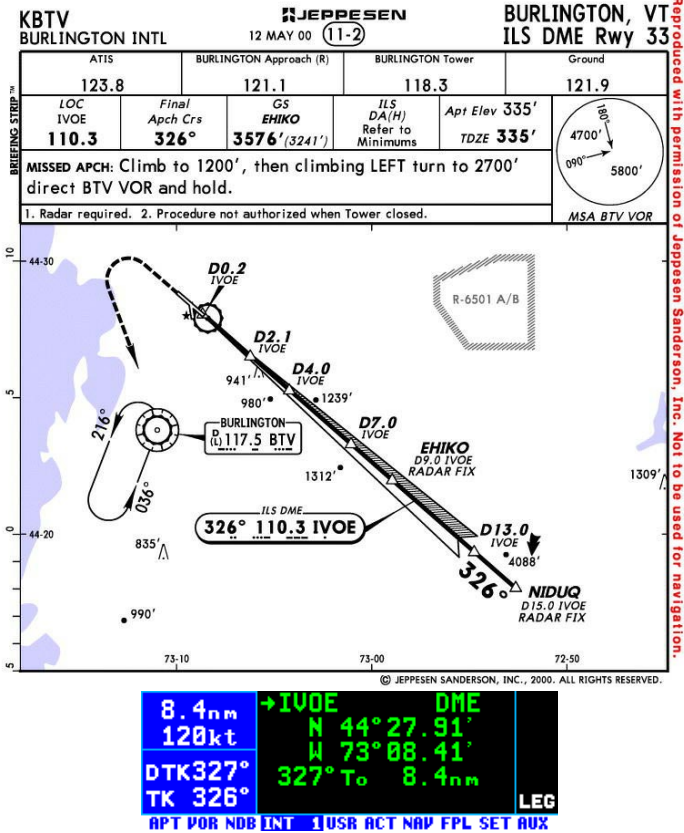 KBTV
BURLINGTON INTL
JEPPESEN
12 MAY 00 11-2
BURLINGTON, VT
ILS DME Rwy 33
ATIS
123.8
BURLINGTON Approach (R)
121.1
BURLINGTON Tower
118.3
Ground
121.9
BRIEFING STRIP™
LOC
IVOE
110.3
Final
Apch Crs
326°
GS
EHIKO
3576'(3241')
ILS
DA(H)
Refer to
Minimums
Apt Elev 335'
TDZE 335'
MISSED APCH: Climb to 1200', then climbing LEFT turn to 2700'
direct BTV VOR and hold.
1. Radar required. 2. Procedure not authorized when Tower closed.
180°
4700'
090°
5800'
MSA BTV VOR
10
44-30
D0.2
IVOE
R-6501 A/B
D2.1
IVOE
941'
D4.0
IVOE
980'
1239'
5
216°
036°
BURLINGTON
D
(L) 117.5 BTV
D7.0
IVOE
EHIKO
D9.0 IVOE
RADAR FIX
1312'
1309'
ILS DME
326° 110.3 IVOE
0
44-20
835'
D13.0
IVOE
4088'
326°
NIDUQ
D15.0 IVOE
RADAR FIX
990'
5
73-10
73-00
72-50
© JEPPESEN SANDERSON, INC., 2000. ALL RIGHTS RESERVED.
Reproduced with permission of Jeppesen Sanderson, Inc. Not to be used for navigation.
8.4nm
120kt
DTK327°
TK 326°
→IVOE DME
N 44°27.91'
W 73°08.41'
327°To 8.4nm
LEG
APT VOR NDB INT 1 USR ACT NAV FPL SET AUX